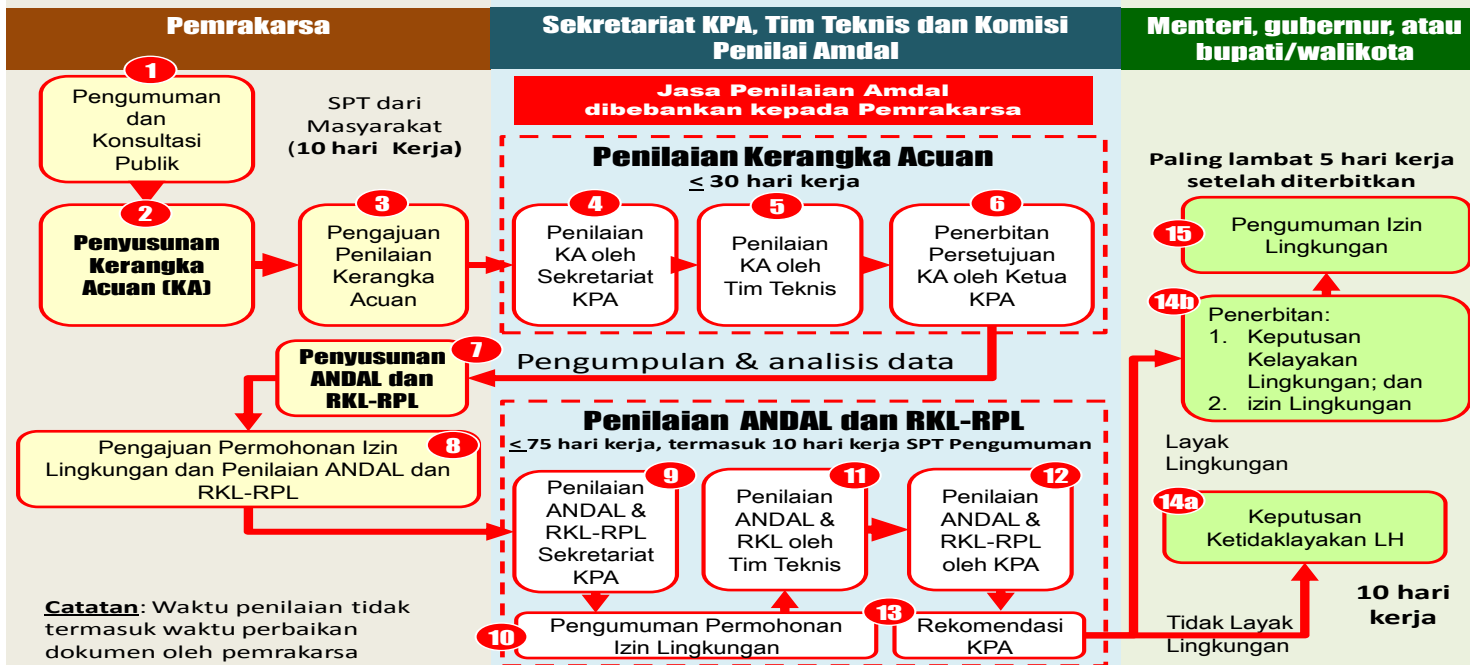 Pemrakarsa
Sekretariat KPA, Tim Teknis dan Komisi
Penilai Amdal
Menteri, gubernur, atau
bupati/walikota
1
Pengumuman
dan
Konsultasi
Publik
SPT dari
Masyarakat
(10 hari Kerja)
2
Penyusunan
Kerangka
Acuan (KA)
3
Pengajuan
Penilaian
Kerangka
Acuan
Jasa Penilaian Amdal
dibebankan kepada Pemrakarsa
Penilaian Kerangka Acuan
< 30 hari kerja
4
Penilaian
KA oleh
Sekretariat
KPA
5
Penilaian
KA oleh
Tim Teknis
6
Penerbitan
Persetujuan
KA oleh Ketua
KPA
7
Penyusunan
ANDAL dan
RKL-RPL
Pengumpulan & analisis data
8
Pengajuan Permohonan Izin
Lingkungan dan Penilaian ANDAL dan
RKL-RPL
Penilaian ANDAL dan RKL-RPL
< 75 hari kerja, termasuk 10 hari kerja SPT Pengumuman
9
Penilaian
ANDAL &
RKL-RPL
Sekretariat
KPA
10
Pengumuman Permohonan
Izin Lingkungan
11
Penilaian
ANDAL &
RKL oleh
Tim Teknis
12
Penilaian
ANDAL &
RKL-RPL
oleh KPA
13
Rekomendasi
KPA
Paling lambat 5 hari kerja
setelah diterbitkan
15
Pengumuman Izin
Lingkungan
14b
Penerbitan:
1. Keputusan
Kelayakan
Lingkungan; dan
2. izin Lingkungan
Layak
Lingkungan
14a
Keputusan
Ketidaklayakan LH
10 hari
kerja
Tidak Layak
Lingkungan
Catatan: Waktu penilaian tidak
termasuk waktu perbaikan
dokumen oleh pemrakarsa